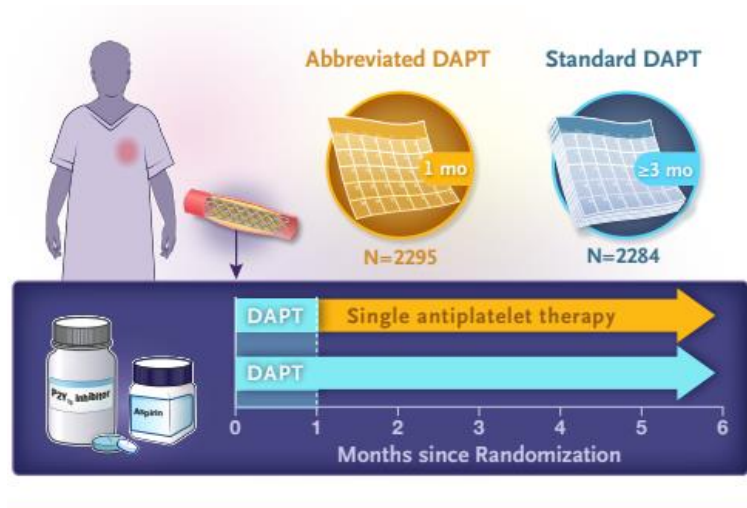 Abbreviated DAPT
Standard DAPT
1 mo
≥3 mo
N=2295
N=2284
DAPT
Single antiplatelet therapy
DAPT
P2Y₁₂ Inhibitor
Aspirin
0 1 2 3 4 5 6
Months since Randomization